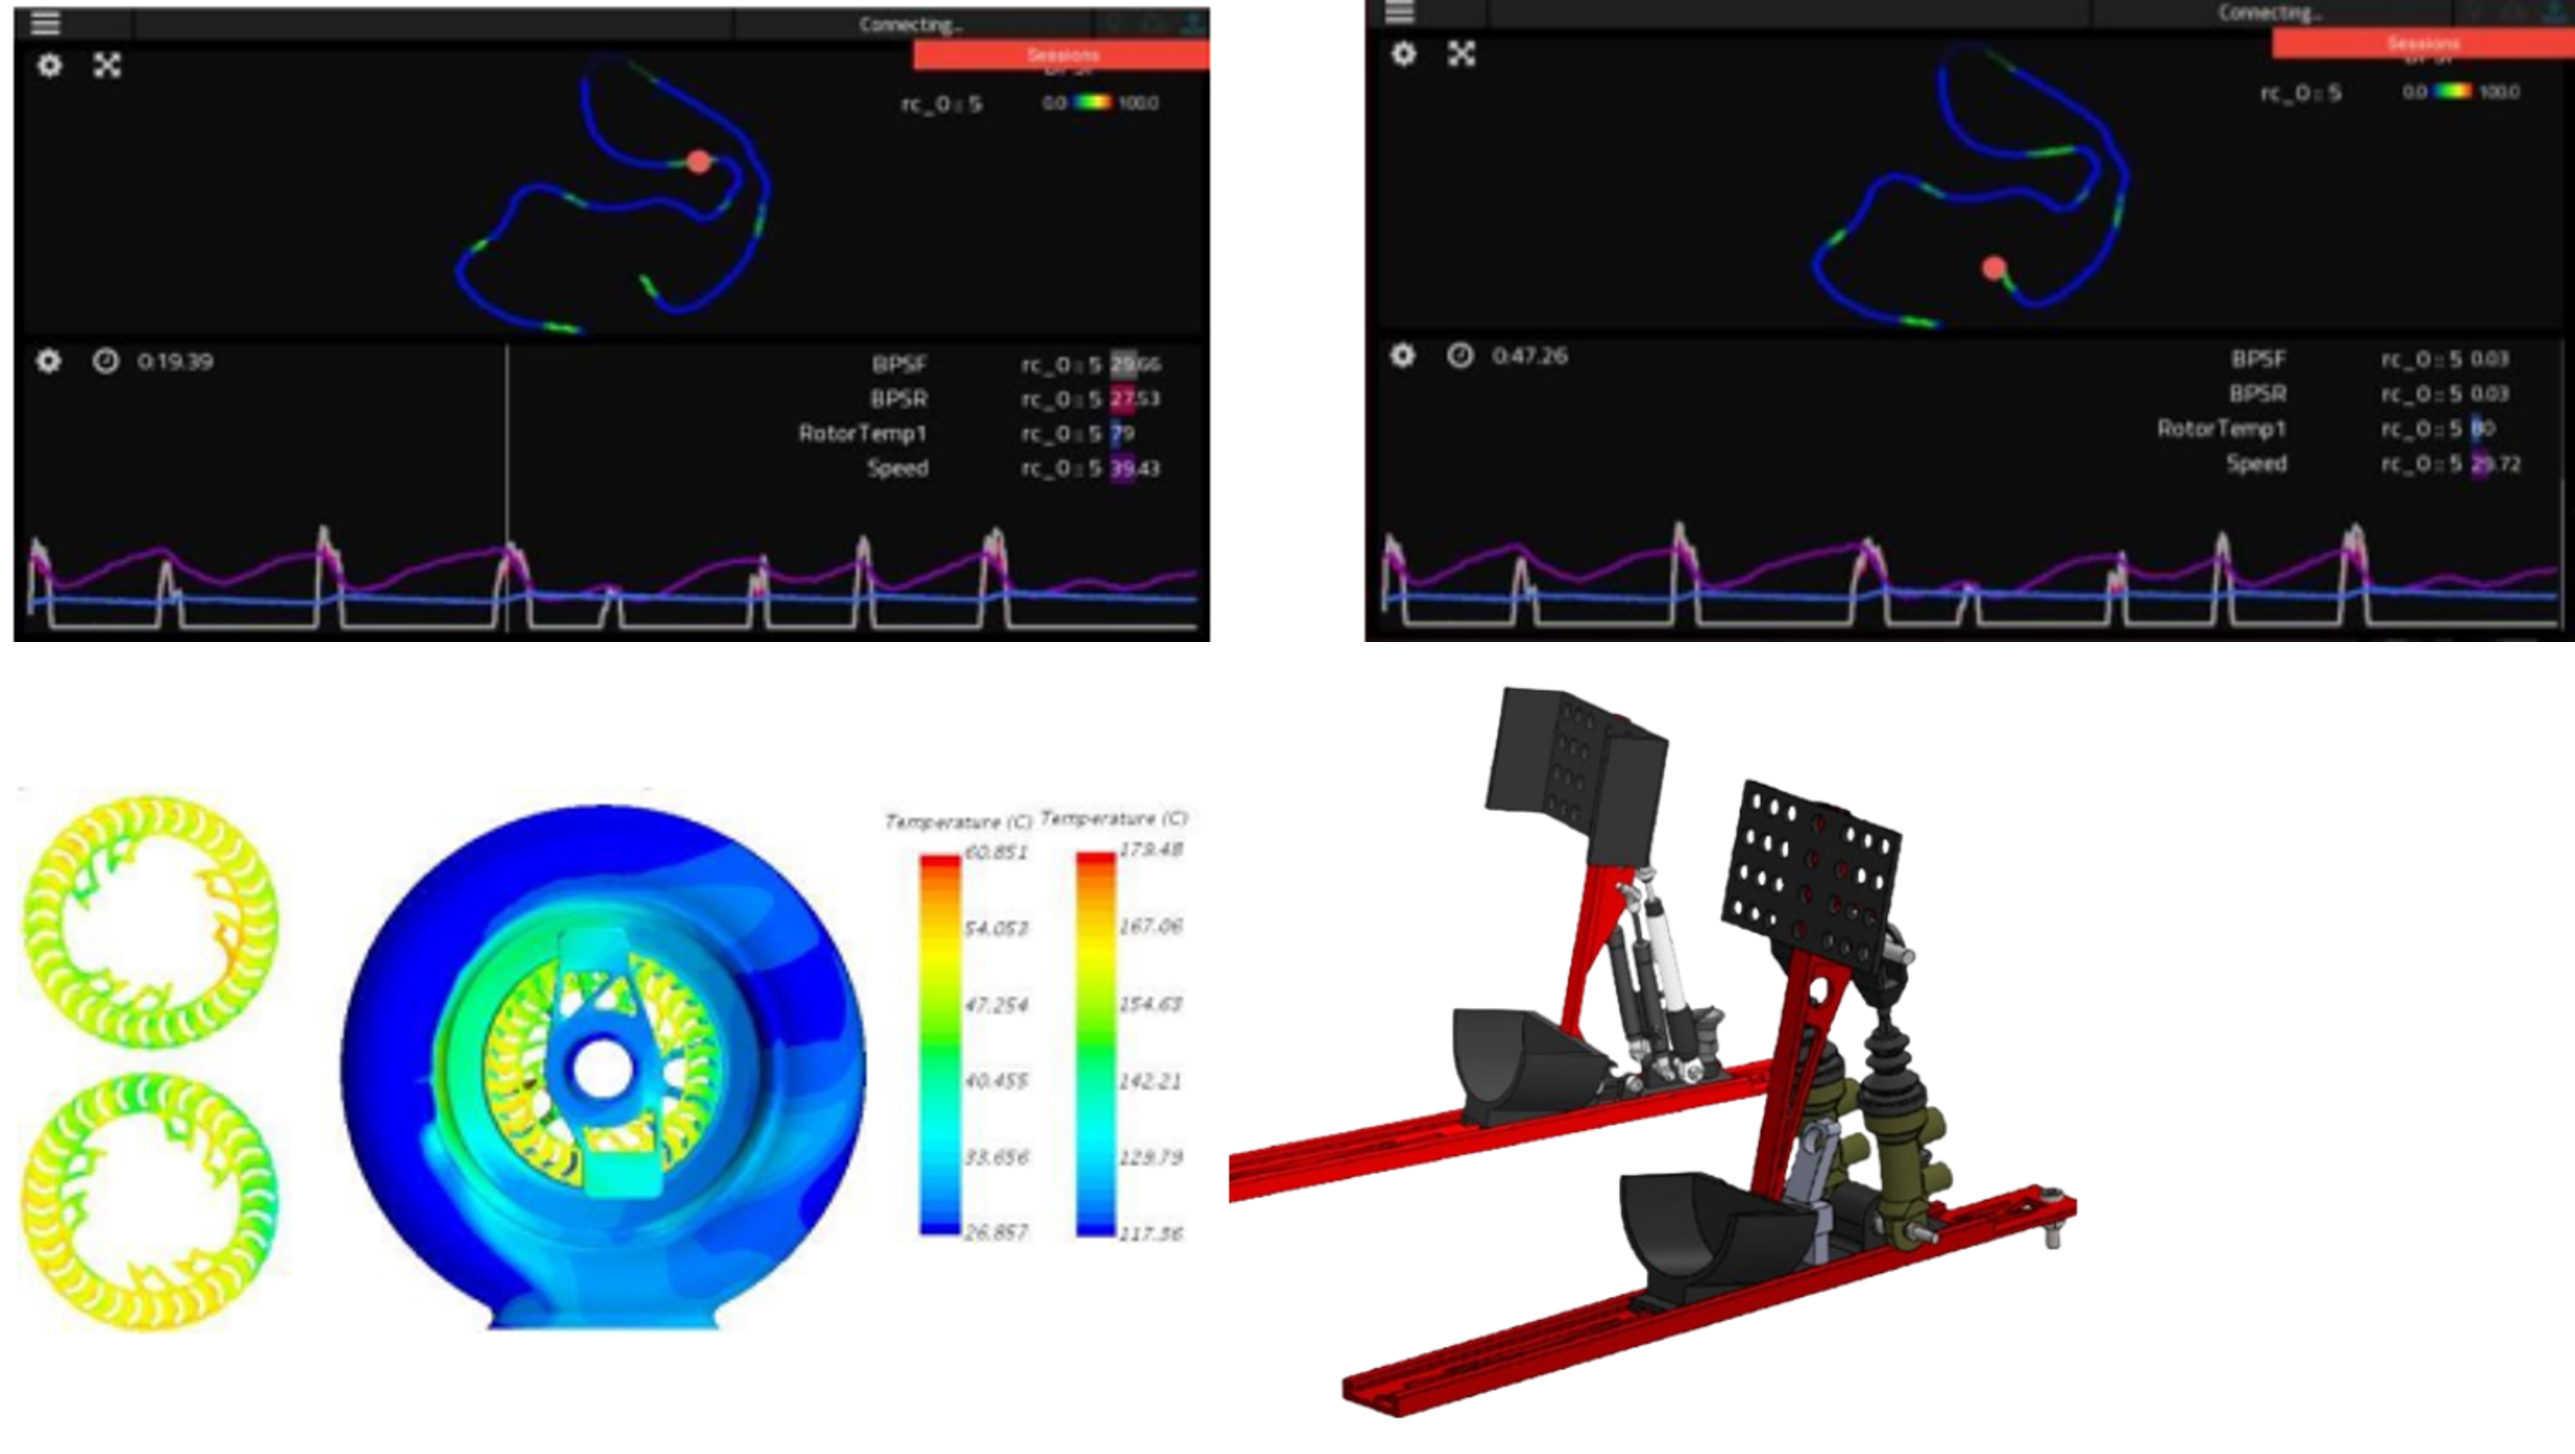 Connecting...
Sessions
rc_0 :: 5 0.0 100.0
0:19.39
BPSF rc_0 :: 5 29.66
BPSR rc_0 :: 5 27.53
RotorTemp1 rc_0 :: 5 79
Speed rc_0 :: 5 39.43
Connecting...
Sessions
rc_0 :: 5 0.0 100.0
0:47.26
BPSF rc_0 :: 5 0.03
BPSR rc_0 :: 5 0.03
RotorTemp1 rc_0 :: 5 80
Speed rc_0 :: 5 29.72
Temperature (C) Temperature (C)
60.851 179.48
54.053 167.06
47.254 154.63
40.455 142.21
33.656 129.79
26.857 117.36